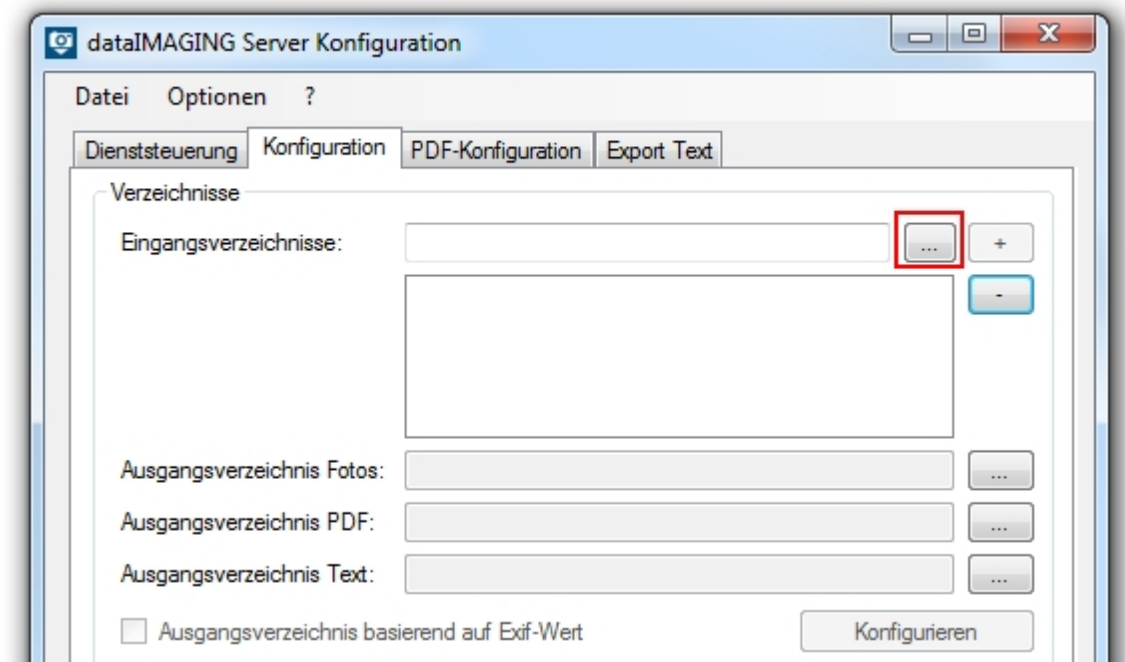 dataIMAGING Server Konfiguration
Datei Optionen ?
Dienststeuerung Konfiguration PDF-Konfiguration Export Text
Verzeichnisse
Eingangsverzeichnisse: ... +
-
Ausgangsverzeichnis Fotos: ...
Ausgangsverzeichnis PDF: ...
Ausgangsverzeichnis Text: ...
Ausgangsverzeichnis basierend auf Exif-Wert Konfigurieren